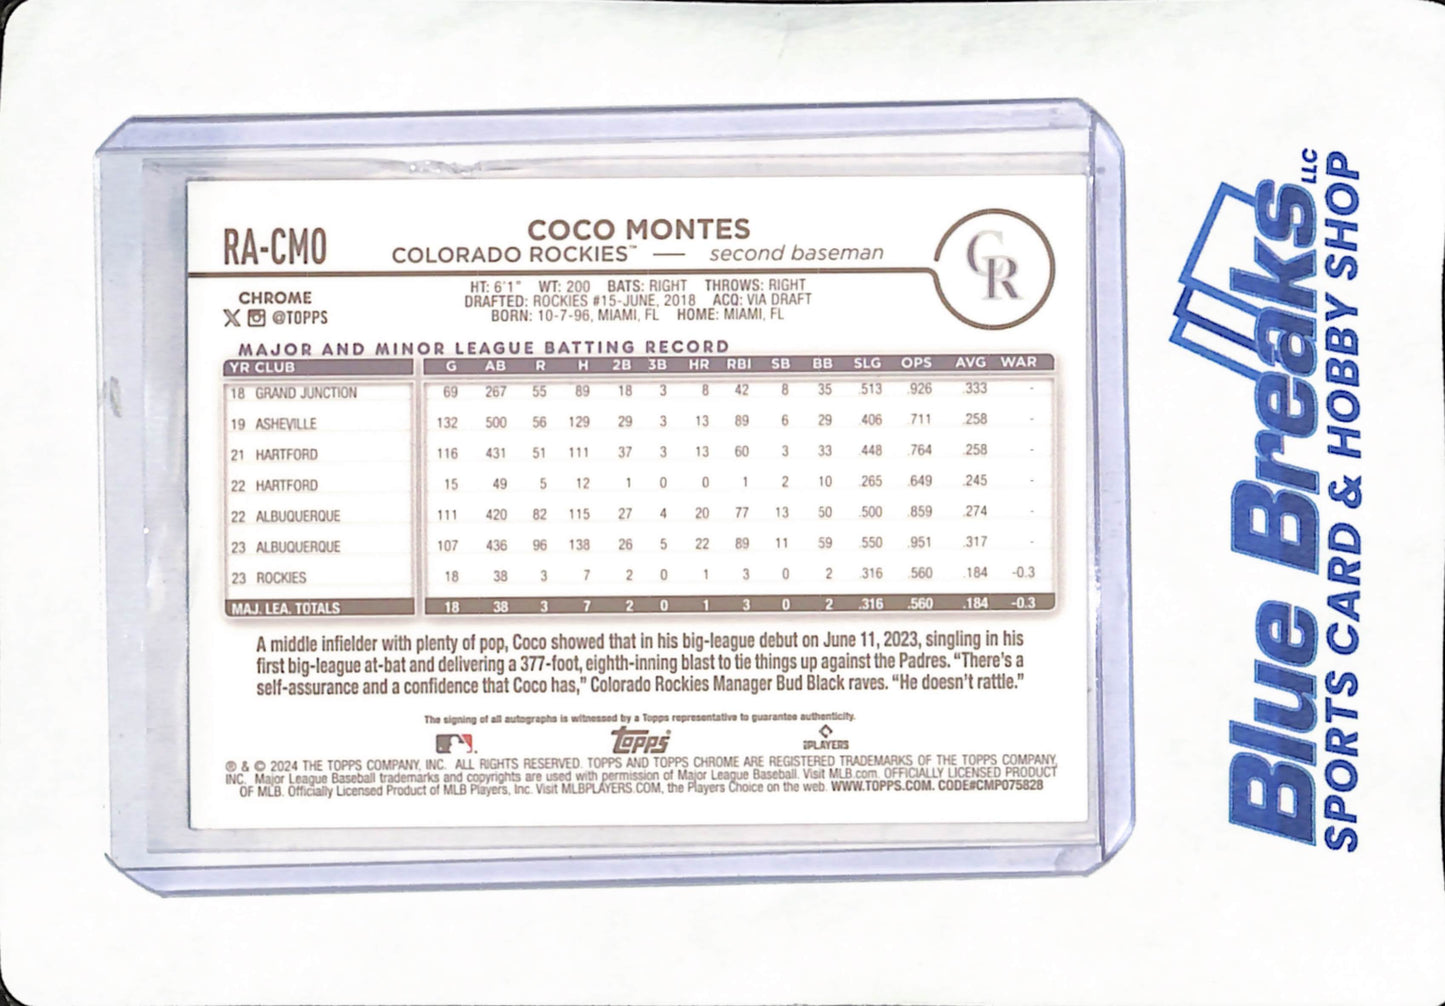 RA-CMO
COCO MONTES
COLORADO ROCKIES™ — second baseman
CR
CHROME
X @TOPPS
HT: 6'1" WT: 200 BATS: RIGHT THROWS: RIGHT
DRAFTED: ROCKIES #15-JUNE, 2018 ACQ: VIA DRAFT
BORN: 10-7-96, MIAMI, FL HOME: MIAMI, FL
MAJOR AND MINOR LEAGUE BATTING RECORD
YR CLUB G AB R H 2B 3B HR RBI SB BB SLG OPS AVG WAR
18 GRAND JUNCTION 69 267 55 89 18 3 8 42 8 35 .513 .926 .333 -
19 ASHEVILLE 132 500 56 129 29 3 13 89 6 29 .406 .711 .258 -
21 HARTFORD 116 431 51 111 37 3 13 60 3 33 .448 .764 .258 -
22 HARTFORD 15 49 5 12 1 0 0 1 2 10 .265 .649 .245 -
22 ALBUQUERQUE 111 420 82 115 27 4 20 77 13 50 .500 .859 .274 -
23 ALBUQUERQUE 107 436 96 138 26 5 22 89 11 59 .550 .951 .317 -
23 ROCKIES 18 38 3 7 2 0 1 3 0 2 .316 .560 .184 -0.3
MAJ. LEA. TOTALS 18 38 3 7 2 0 1 3 0 2 .316 .560 .184 -0.3
A middle infielder with plenty of pop, Coco showed that in his big-league debut on June 11, 2023, singling in his
first big-league at-bat and delivering a 377-foot, eighth-inning blast to tie things up against the Padres. "There's a
self-assurance and a confidence that Coco has," Colorado Rockies Manager Bud Black raves. "He doesn't rattle."
The signing of all autographs is witnessed by a Topps representative to guarantee authenticity.
Topps
PLAYERS
® & © 2024 THE TOPPS COMPANY, INC. ALL RIGHTS RESERVED. TOPPS AND TOPPS CHROME ARE REGISTERED TRADEMARKS OF THE TOPPS COMPANY,
INC. Major League Baseball trademarks and copyrights are used with permission of Major League Baseball. Visit MLB.com. OFFICIALLY LICENSED PRODUCT
OF MLB. Officially Licensed Product of MLB Players, Inc. Visit MLBPLAYERS.COM, the Players Choice on the web. WWW.TOPPS.COM. CODE#CMP075828
Blue Breaks LLC
SPORTS CARD & HOBBY SHOP